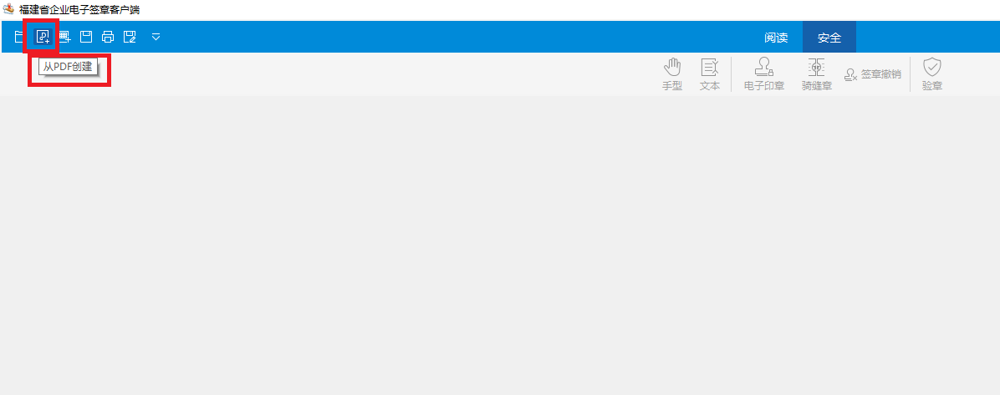 福建省企业电子签章客户端
阅读
安全
从PDF创建
手型
文本
电子印章
骑缝章
签章撤销
验章